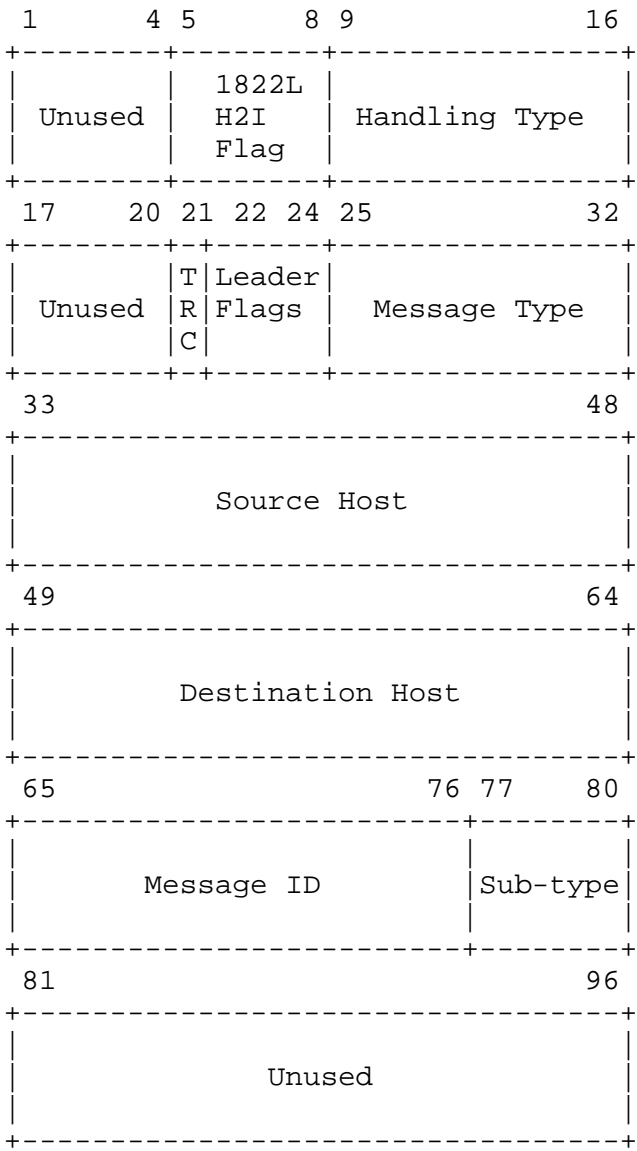 1 4 5 8 9 16
1822L
Unused H2I Handling Type
Flag
17 20 21 22 24 25 32
T Leader
Unused R Flags Message Type
C
33 48
Source Host
49 64
Destination Host
65 76 77 80
Message ID Sub-type
81 96
Unused